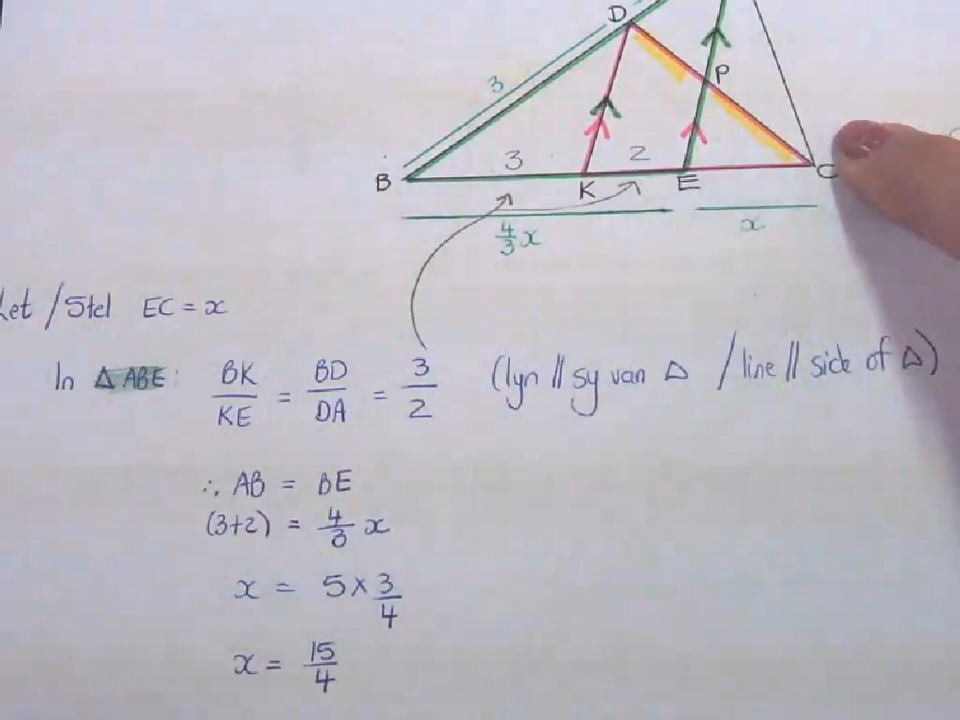 D
3
P
3
2
B
K
E
C
4/3 x
x
Let / Stel EC = x
In Δ ABE: BK/KE = BD/DA = 3/2 (lyn // sy van Δ / line // side of Δ)
∴ AB = BE
(3+2) = 4/3 x
x = 5 × 3/4
x = 15/4